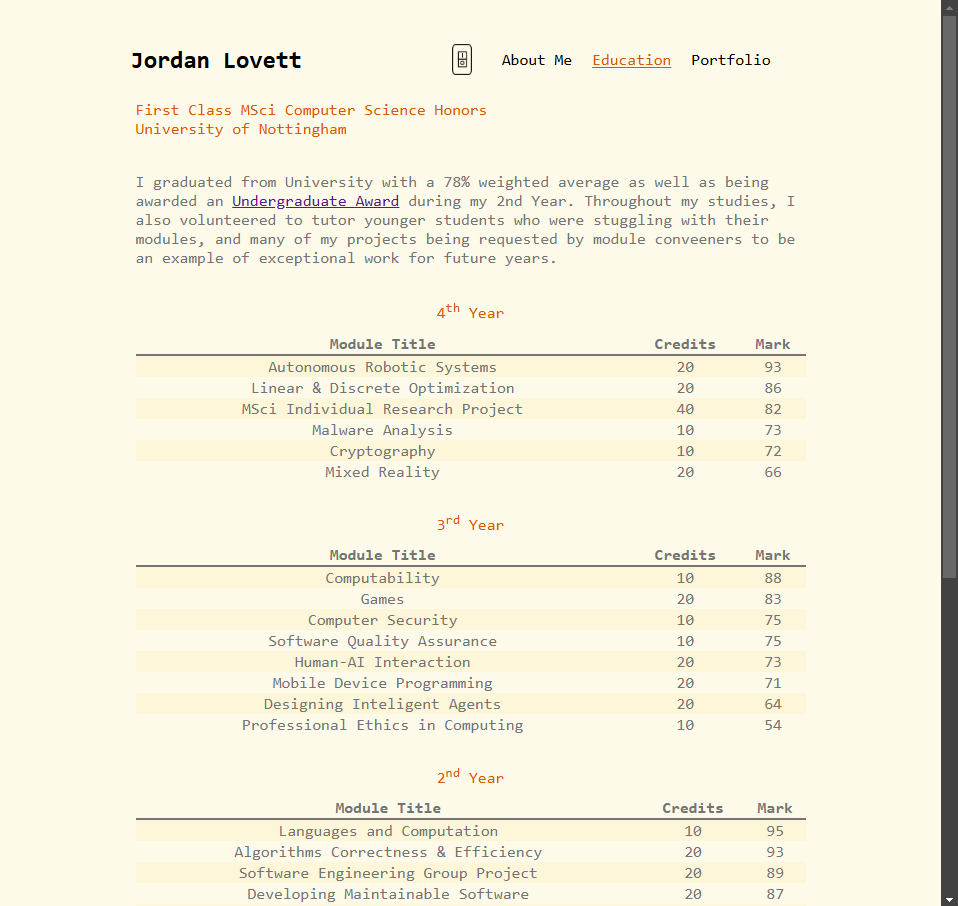 Jordan Lovett About Me Education Portfolio
First Class MSci Computer Science Honors
University of Nottingham
I graduated from University with a 78% weighted average as well as being
awarded an Undergraduate Award during my 2nd Year. Throughout my studies, I
also volunteered to tutor younger students who were stuggling with their
modules, and many of my projects being requested by module conveeners to be
an example of exceptional work for future years.
4th Year
Module Title Credits Mark
Autonomous Robotic Systems 20 93
Linear & Discrete Optimization 20 86
MSci Individual Research Project 40 82
Malware Analysis 10 73
Cryptography 10 72
Mixed Reality 20 66
3rd Year
Module Title Credits Mark
Computability 10 88
Games 20 83
Computer Security 10 75
Software Quality Assurance 10 75
Human-AI Interaction 20 73
Mobile Device Programming 20 71
Designing Inteligent Agents 20 64
Professional Ethics in Computing 10 54
2nd Year
Module Title Credits Mark
Languages and Computation 10 95
Algorithms Correctness & Efficiency 20 93
Software Engineering Group Project 20 89
Developing Maintainable Software 20 87